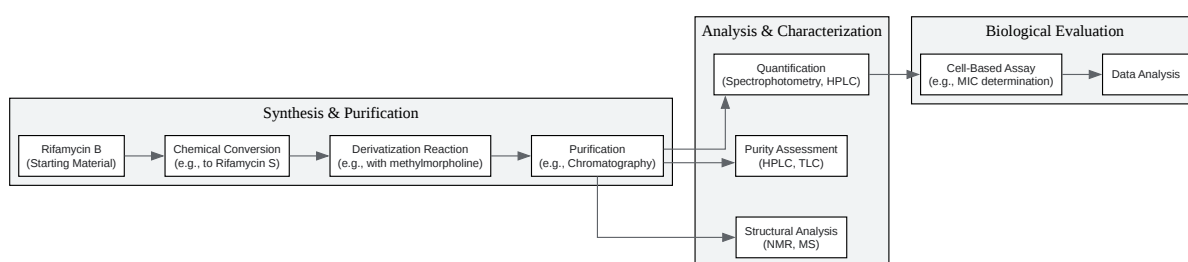 Synthesis & Purification
Rifamycin B
(Starting Material)
Chemical Conversion
(e.g., to Rifamycin S)
Derivatization Reaction
(e.g., with methylmorpholine)
Purification
(e.g., Chromatography)
Analysis & Characterization
Quantification
(Spectrophotometry, HPLC)
Purity Assessment
(HPLC, TLC)
Structural Analysis
(NMR, MS)
Biological Evaluation
Cell-Based Assay
(e.g., MIC determination)
Data Analysis